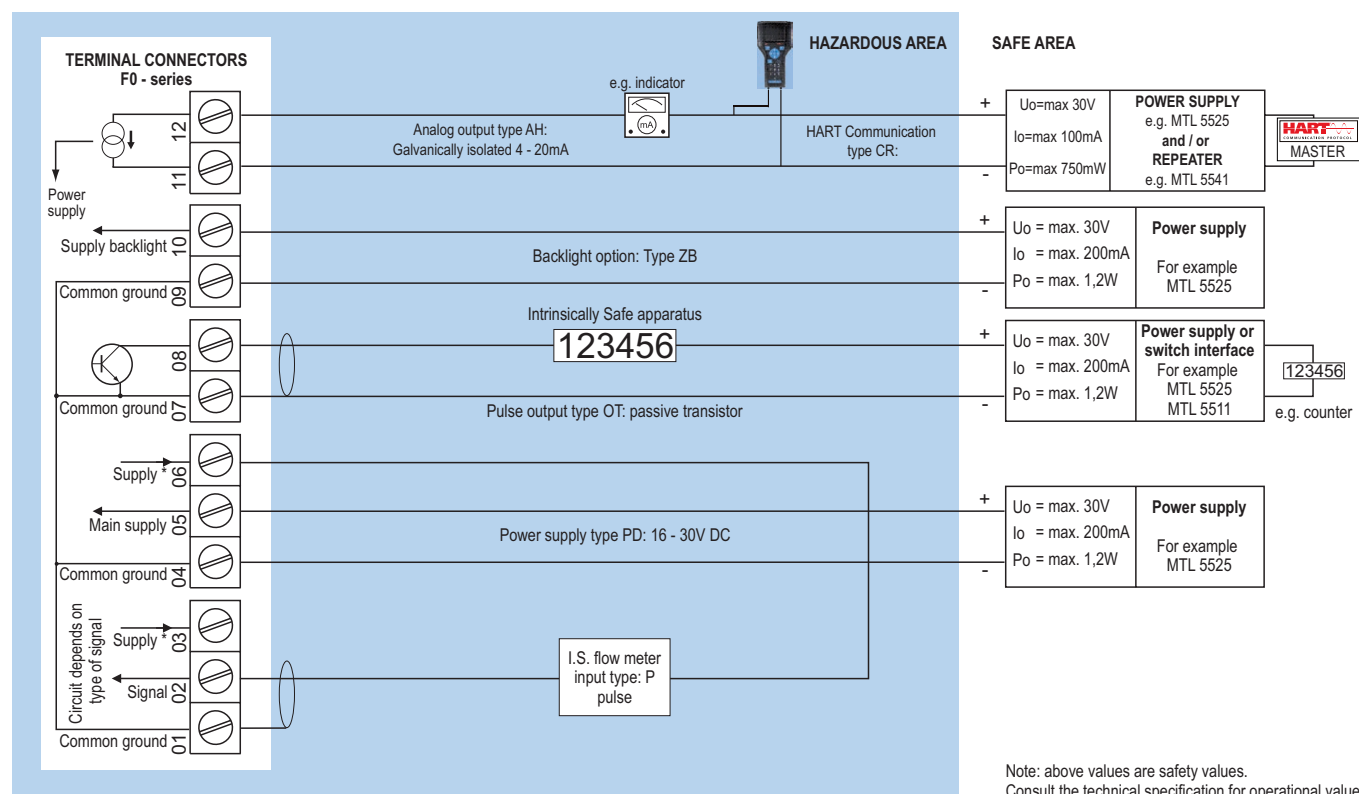 TERMINAL CONNECTORS
F0 - series
HAZARDOUS AREA
SAFE AREA
12
11
Power
supply
e.g. indicator
(mA)
Analog output type AH:
Galvanically isolated 4 - 20mA
HART Communication
type CR:
+
-
Uo=max 30V
Io=max 100mA
Po=max 750mW
POWER SUPPLY
e.g. MTL 5525
and / or
REPEATER
e.g. MTL 5541
HART
COMMUNICATION PROTOCOL
MASTER
Supply backlight
10
Common ground
09
Backlight option: Type ZB
+
-
Uo = max. 30V
Io = max. 200mA
Po = max. 1,2W
Power supply
For example
MTL 5525
08
Common ground
07
Intrinsically Safe apparatus
123456
Pulse output type OT: passive transistor
+
-
Uo = max. 30V
Io = max. 200mA
Po = max. 1,2W
Power supply or
switch interface
For example
MTL 5525
MTL 5511
123456
e.g. counter
Supply *
06
Main supply
05
Common ground
04
Power supply type PD: 16 - 30V DC
+
-
Uo = max. 30V
Io = max. 200mA
Po = max. 1,2W
Power supply
For example
MTL 5525
Circuit depends on
type of signal
Supply *
03
Signal
02
Common ground
01
I.S. flow meter
input type: P
pulse
Note: above values are safety values.
Consult the technical specification for operational value